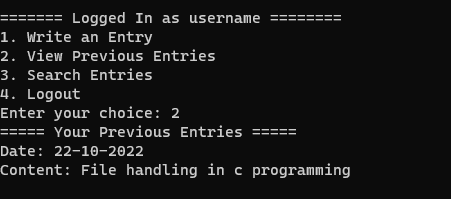 ======= Logged In as username ========
1. Write an Entry
2. View Previous Entries
3. Search Entries
4. Logout
Enter your choice: 2
===== Your Previous Entries =====
Date: 22-10-2022
Content: File handling in c programming